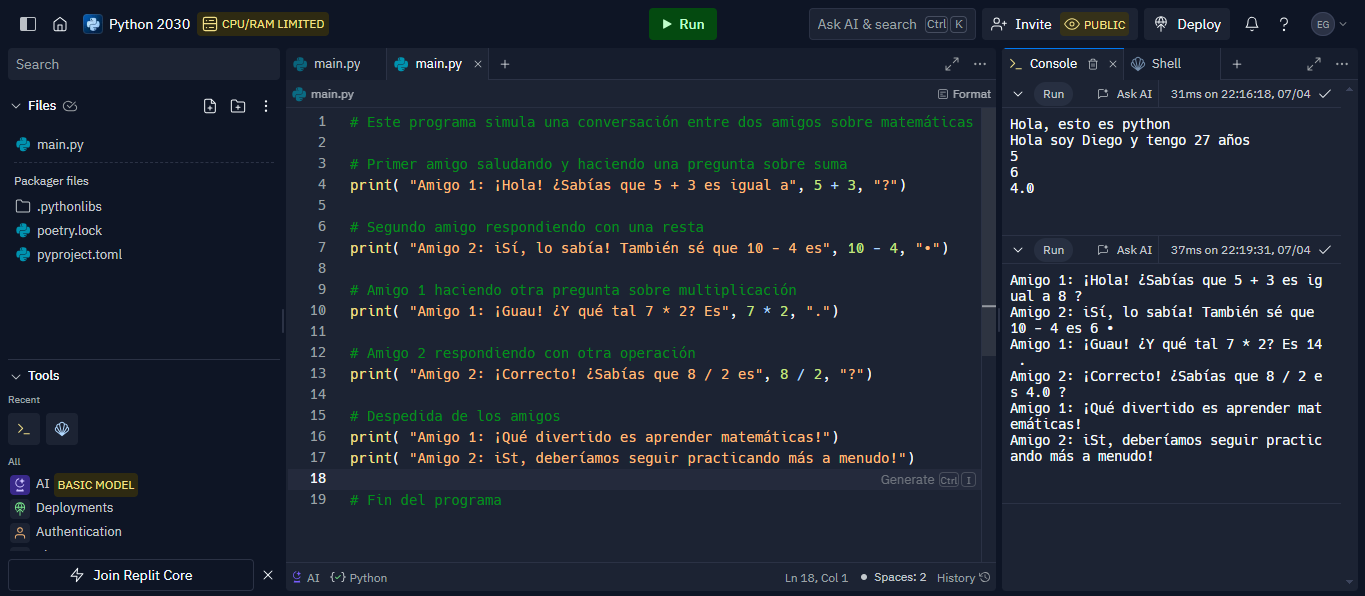 Python 2030 CPU/RAM LIMITED Run Ask AI & search Ctrl K Invite PUBLIC Deploy ? EG
Search
Files
main.py
Packager files
.pythonlibs
poetry.lock
pyproject.toml
Tools
Recent
All
AI BASIC MODEL
Deployments
Authentication
Join Replit Core
main.py main.py
main.py Format
1 # Este programa simula una conversación entre dos amigos sobre matemáticas
2
3 # Primer amigo saludando y haciendo una pregunta sobre suma
4 print( "Amigo 1: ¡Hola! ¿Sabías que 5 + 3 es igual a", 5 + 3, "?")
5
6 # Segundo amigo respondiendo con una resta
7 print( "Amigo 2: iSí, lo sabía! También sé que 10 - 4 es", 10 - 4, "•")
8
9 # Amigo 1 haciendo otra pregunta sobre multiplicación
10 print( "Amigo 1: ¡Guau! ¿Y qué tal 7 * 2? Es", 7 * 2, ".")
11
12 # Amigo 2 respondiendo con otra operación
13 print( "Amigo 2: ¡Correcto! ¿Sabías que 8 / 2 es", 8 / 2, "?")
14
15 # Despedida de los amigos
16 print( "Amigo 1: ¡Qué divertido es aprender matemáticas!")
17 print( "Amigo 2: iSt, deberíamos seguir practicando más a menudo!")
18 Generate Ctrl I
19 # Fin del programa
AI Python Ln 18, Col 1 Spaces: 2 History
Console Shell
Run Ask AI 31ms on 22:16:18, 07/04
Hola, esto es python
Hola soy Diego y tengo 27 años
5
6
4.0
Run Ask AI 37ms on 22:19:31, 07/04
Amigo 1: ¡Hola! ¿Sabías que 5 + 3 es ig
ual a 8 ?
Amigo 2: iSí, lo sabía! También sé que
10 - 4 es 6 •
Amigo 1: ¡Guau! ¿Y qué tal 7 * 2? Es 14
.
Amigo 2: ¡Correcto! ¿Sabías que 8 / 2 e
s 4.0 ?
Amigo 1: ¡Qué divertido es aprender mat
emáticas!
Amigo 2: iSt, deberíamos seguir practic
ando más a menudo!